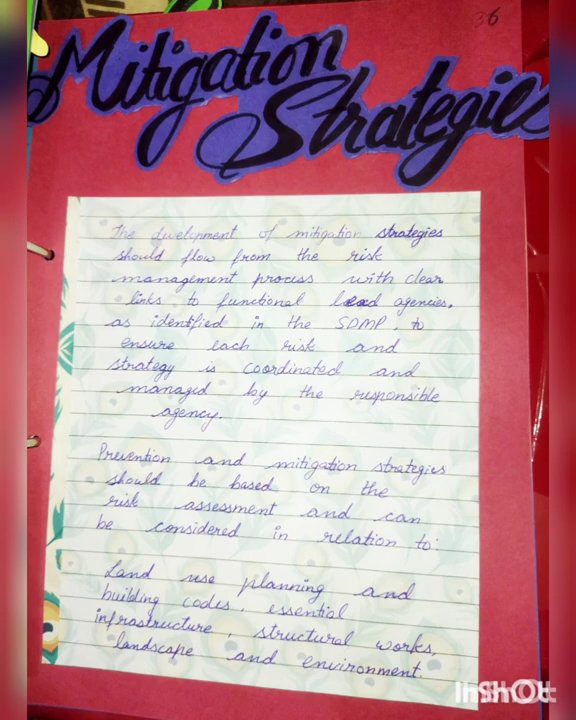 36
Mitigation
Strategies
The development of mitigation strategies
should flow from the risk
management process with clear
links to functional lead agencies,
as identified in the SDMP, to
ensure each risk and
strategy is coordinated and
managed by the responsible
agency.
Prevention and mitigation strategies
should be based on the
risk assessment and can
be considered in relation to:
Land use planning and
building codes, essential
infrastructure, structural works,
landscape and environment.
InShOt